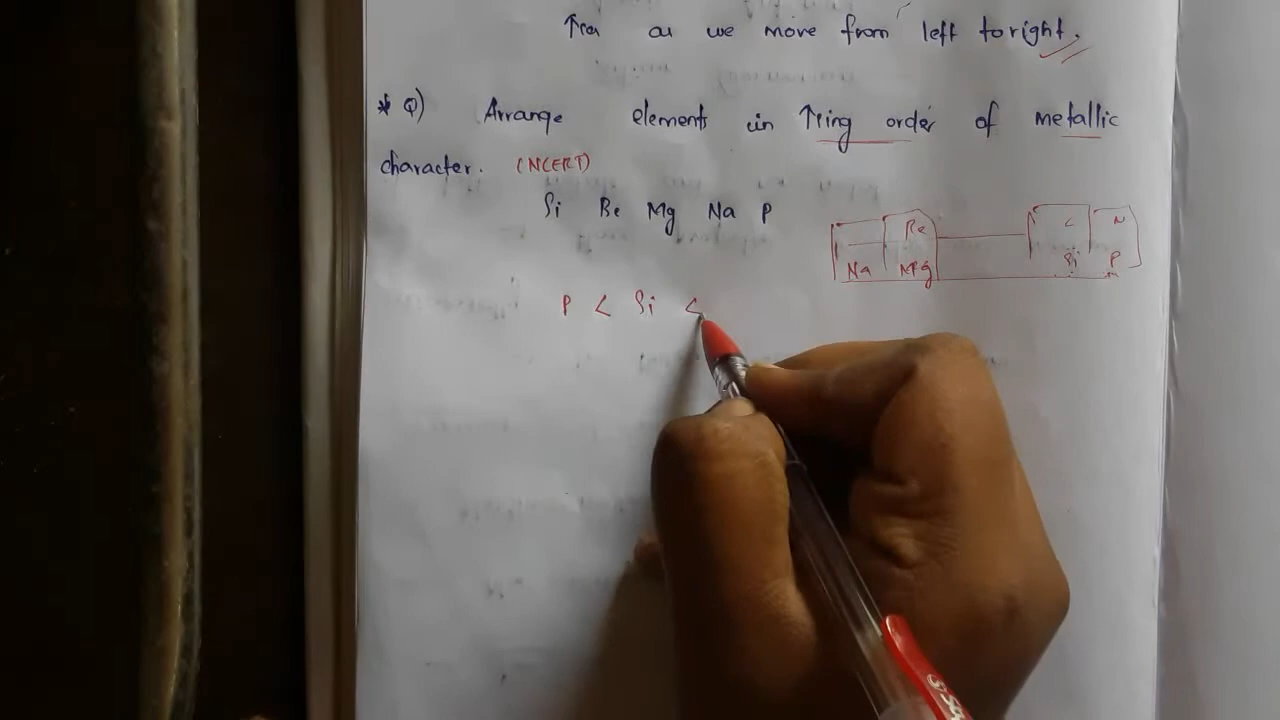 ↑ses as we move from left to right.
* Q) Arrange elements in ↑ring order of metallic
character. (NCERT)
Si Be Mg Na P
Be C N
Na Mg Si P
P < Si <